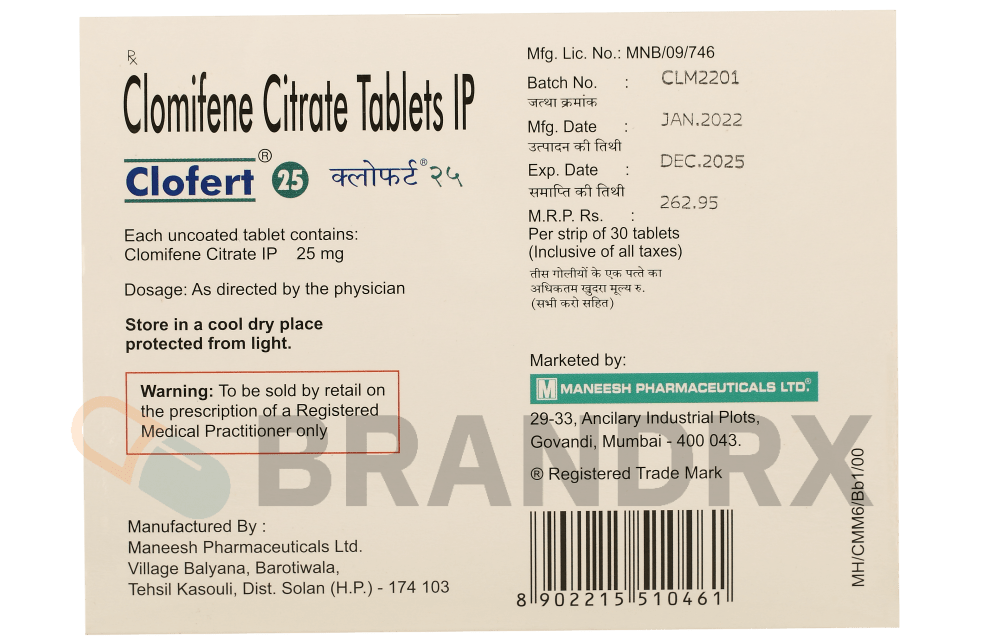 Rx
Clomifene Citrate Tablets IP
Clofert® 25 क्लोफर्ट® २५
Each uncoated tablet contains:
Clomifene Citrate IP 25 mg
Dosage: As directed by the physician
Store in a cool dry place
protected from light.
Warning: To be sold by retail on
the prescription of a Registered
Medical Practitioner only
Manufactured By :
Maneesh Pharmaceuticals Ltd.
Village Balyana, Barotiwala,
Tehsil Kasouli, Dist. Solan (H.P.) - 174 103
Mfg. Lic. No.: MNB/09/746
Batch No. : CLM2201
जत्था क्रमांक
Mfg. Date : JAN.2022
उत्पादन की तिथी
Exp. Date : DEC.2025
समाप्ति की तिथी
M.R.P. Rs. : 262.95
Per strip of 30 tablets
(Inclusive of all taxes)
तीस गोलीयों के एक पत्ते का
अधिकतम खुदरा मूल्य रु.
(सभी करो सहित)
Marketed by:
M MANEESH PHARMACEUTICALS LTD.®
29-33, Ancilary Industrial Plots,
Govandi, Mumbai - 400 043.
® Registered Trade Mark
8 902215 510461
MH/CMM6/Bb1/00
BRANDRX